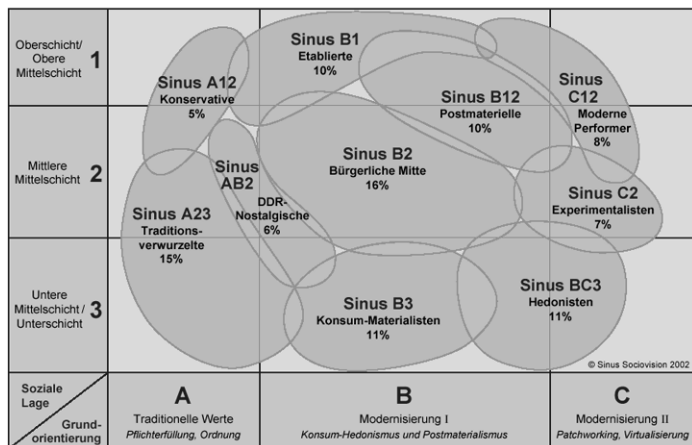 Oberschicht/
Obere
Mittelschicht
1
Sinus B1
Etablierte
10%
Sinus A12
Konservative
5%
Sinus B12
Postmaterielle
10%
Sinus
C12
Moderne
Performer
8%
Mittlere
Mittelschicht
2
Sinus
AB2
DDR-
Nostalgische
6%
Sinus B2
Bürgerliche Mitte
16%
Sinus C2
Experimentalisten
7%
Sinus A23
Traditions-
verwurzelte
15%
Untere
Mittelschicht /
Unterschicht
3
Sinus B3
Konsum-Materialisten
11%
Sinus BC3
Hedonisten
11%
© Sinus Sociovision 2002
Soziale
Lage
Grund-
orientierung
A
Traditionelle Werte
Pflichterfüllung, Ordnung
B
Modernisierung I
Konsum-Hedonismus und Postmaterialismus
C
Modernisierung II
Patchworking, Virtualisierung